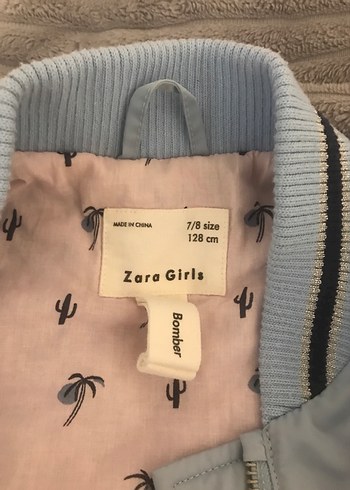 MADE IN CHINA
7/8 size
128 cm
Zara Girls
Bomber